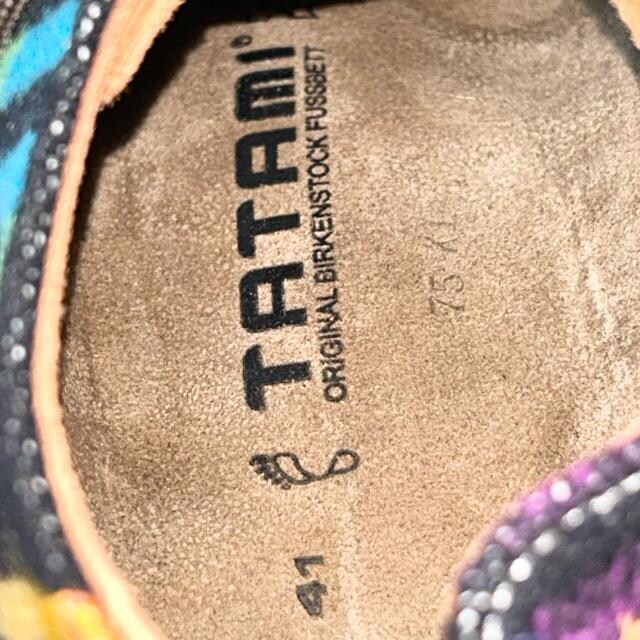 TATAMI®
ORIGINAL BIRKENSTOCK FUSSBETT
41